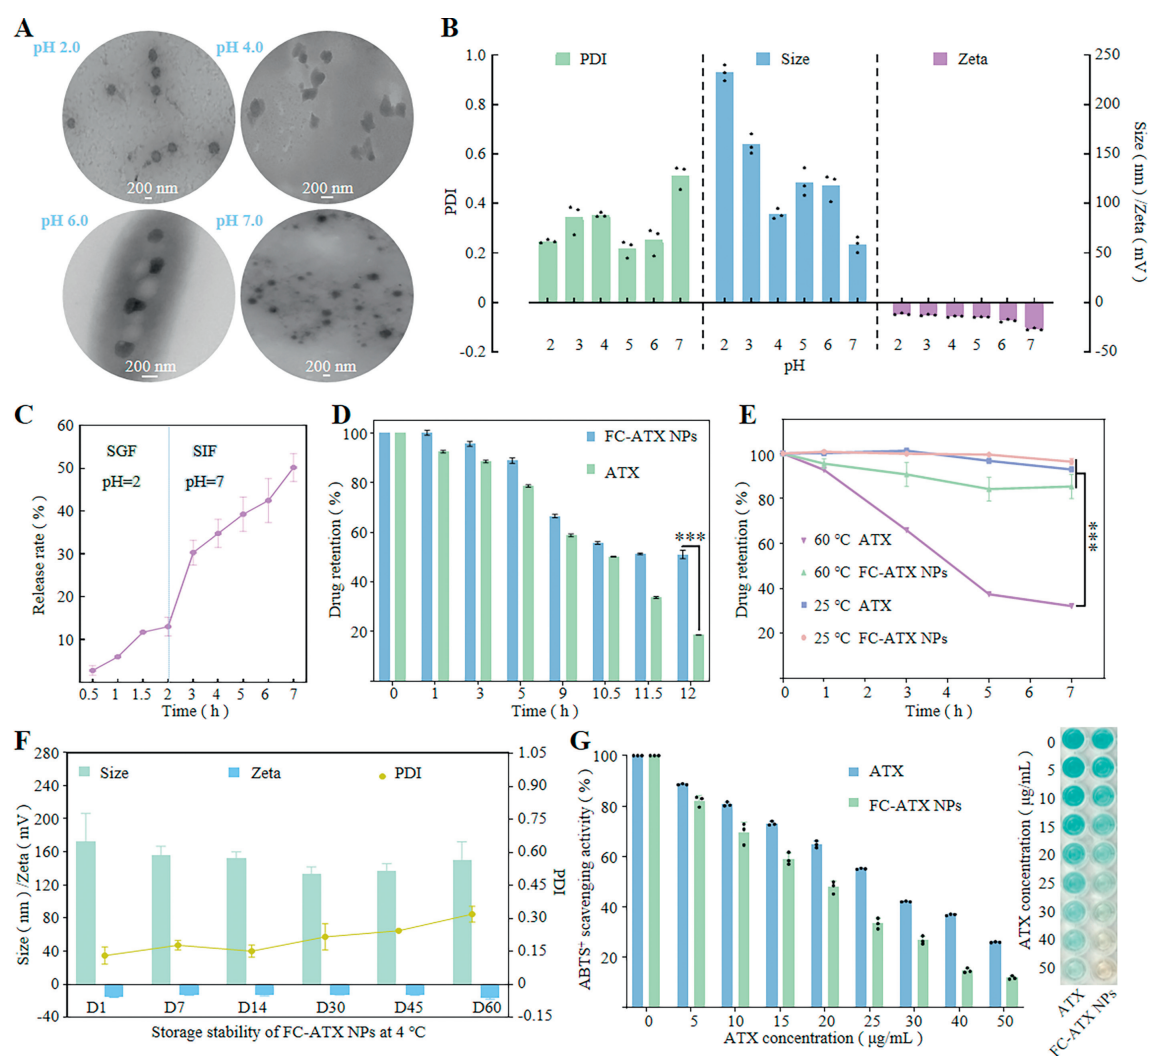 A
pH 2.0
pH 4.0
200 nm
200 nm
pH 6.0
pH 7.0
200 nm
200 nm
B
PDI
Size
Zeta
1.0
0.8
0.6
0.4
0.2
0
-0.2
PDI
250
200
150
100
50
0
-50
Size ( nm ) /Zeta ( mV )
2 3 4 5 6 7
2 3 4 5 6 7
2 3 4 5 6 7
pH
C
60
50
40
30
20
10
Release rate ( % )
SGF
pH=2
SIF
pH=7
0.5 1 1.5 2 3 4 5 6 7
Time ( h )
D
100
80
60
40
20
Drug retention ( % )
FC-ATX NPs
ATX
***
0 1 3 5 9 10.5 11.5 12
Time ( h )
E
100
80
60
40
20
Drug retention ( % )
60 ℃ ATX
60 ℃ FC-ATX NPs
25 ℃ ATX
25 ℃ FC-ATX NPs
***
0 1 2 3 4 5 6 7
Time ( h )
F
280
240
200
160
120
80
40
0
-40
Size ( nm ) /Zeta ( mV )
Size
Zeta
PDI
1.05
0.90
0.75
0.60
0.45
0.30
0.15
0
-0.15
PDI
D1 D7 D14 D30 D45 D60
Storage stability of FC-ATX NPs at 4 ℃
G
100
80
60
40
20
ABTS⁺ scavenging activity ( % )
ATX
FC-ATX NPs
0 5 10 15 20 25 30 40 50
ATX concentration ( μg/mL )
ATX concentration ( μg/mL )
0
5
10
15
20
25
30
40
50
ATX
FC-ATX NPs